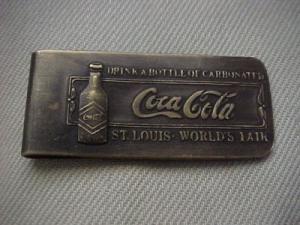 DRINK A BOTTLE OF CARBONATED
Coca Cola
ST. LOUIS - WORLD'S FAIR